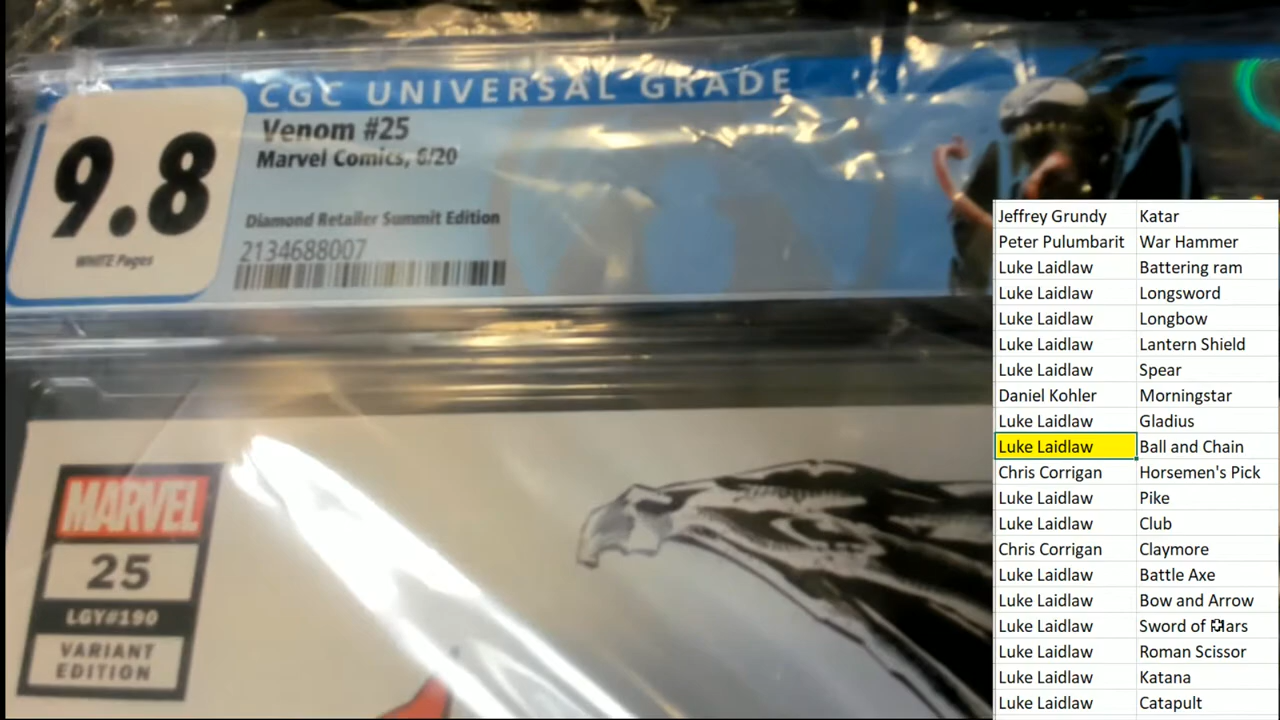 CGC UNIVERSAL GRADE
9.8
WHITE Pages
Venom #25
Marvel Comics, 6/20
Diamond Retailer Summit Edition
2134688007
MARVEL
25
LGY#190
VARIANT
EDITION
Jeffrey Grundy Katar
Peter Pulumbarit War Hammer
Luke Laidlaw Battering ram
Luke Laidlaw Longsword
Luke Laidlaw Longbow
Luke Laidlaw Lantern Shield
Luke Laidlaw Spear
Daniel Kohler Morningstar
Luke Laidlaw Gladius
Luke Laidlaw Ball and Chain
Chris Corrigan Horsemen's Pick
Luke Laidlaw Pike
Luke Laidlaw Club
Chris Corrigan Claymore
Luke Laidlaw Battle Axe
Luke Laidlaw Bow and Arrow
Luke Laidlaw Sword of Mars
Luke Laidlaw Roman Scissor
Luke Laidlaw Katana
Luke Laidlaw Catapult